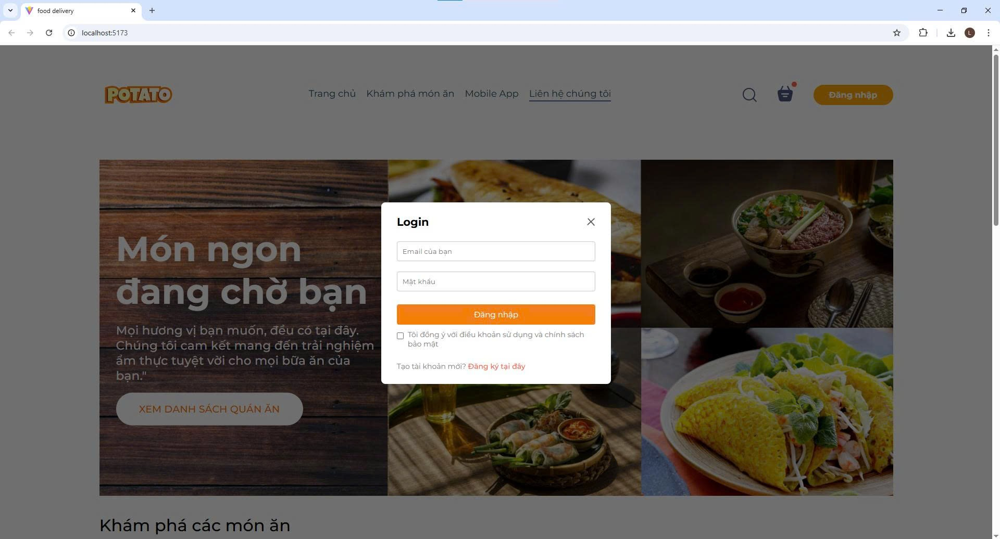 food delivery
localhost:5173
L
POTATO
Trang chủ Khám phá món ăn Mobile App Liên hệ chúng tôi
Đăng nhập
Món ngon
đang chờ bạn
Mọi hương vị bạn muốn, đều có tại đây.
Chúng tôi cam kết mang đến trải nghiệm
ẩm thực tuyệt vời cho mọi bữa ăn của
bạn."
XEM DANH SÁCH QUÁN ĂN
Login
Email của bạn
Mật khẩu
Đăng nhập
Tôi đồng ý với điều khoản sử dụng và chính sách
bảo mật
Tạo tài khoản mới? Đăng ký tại đây
Khám phá các món ăn